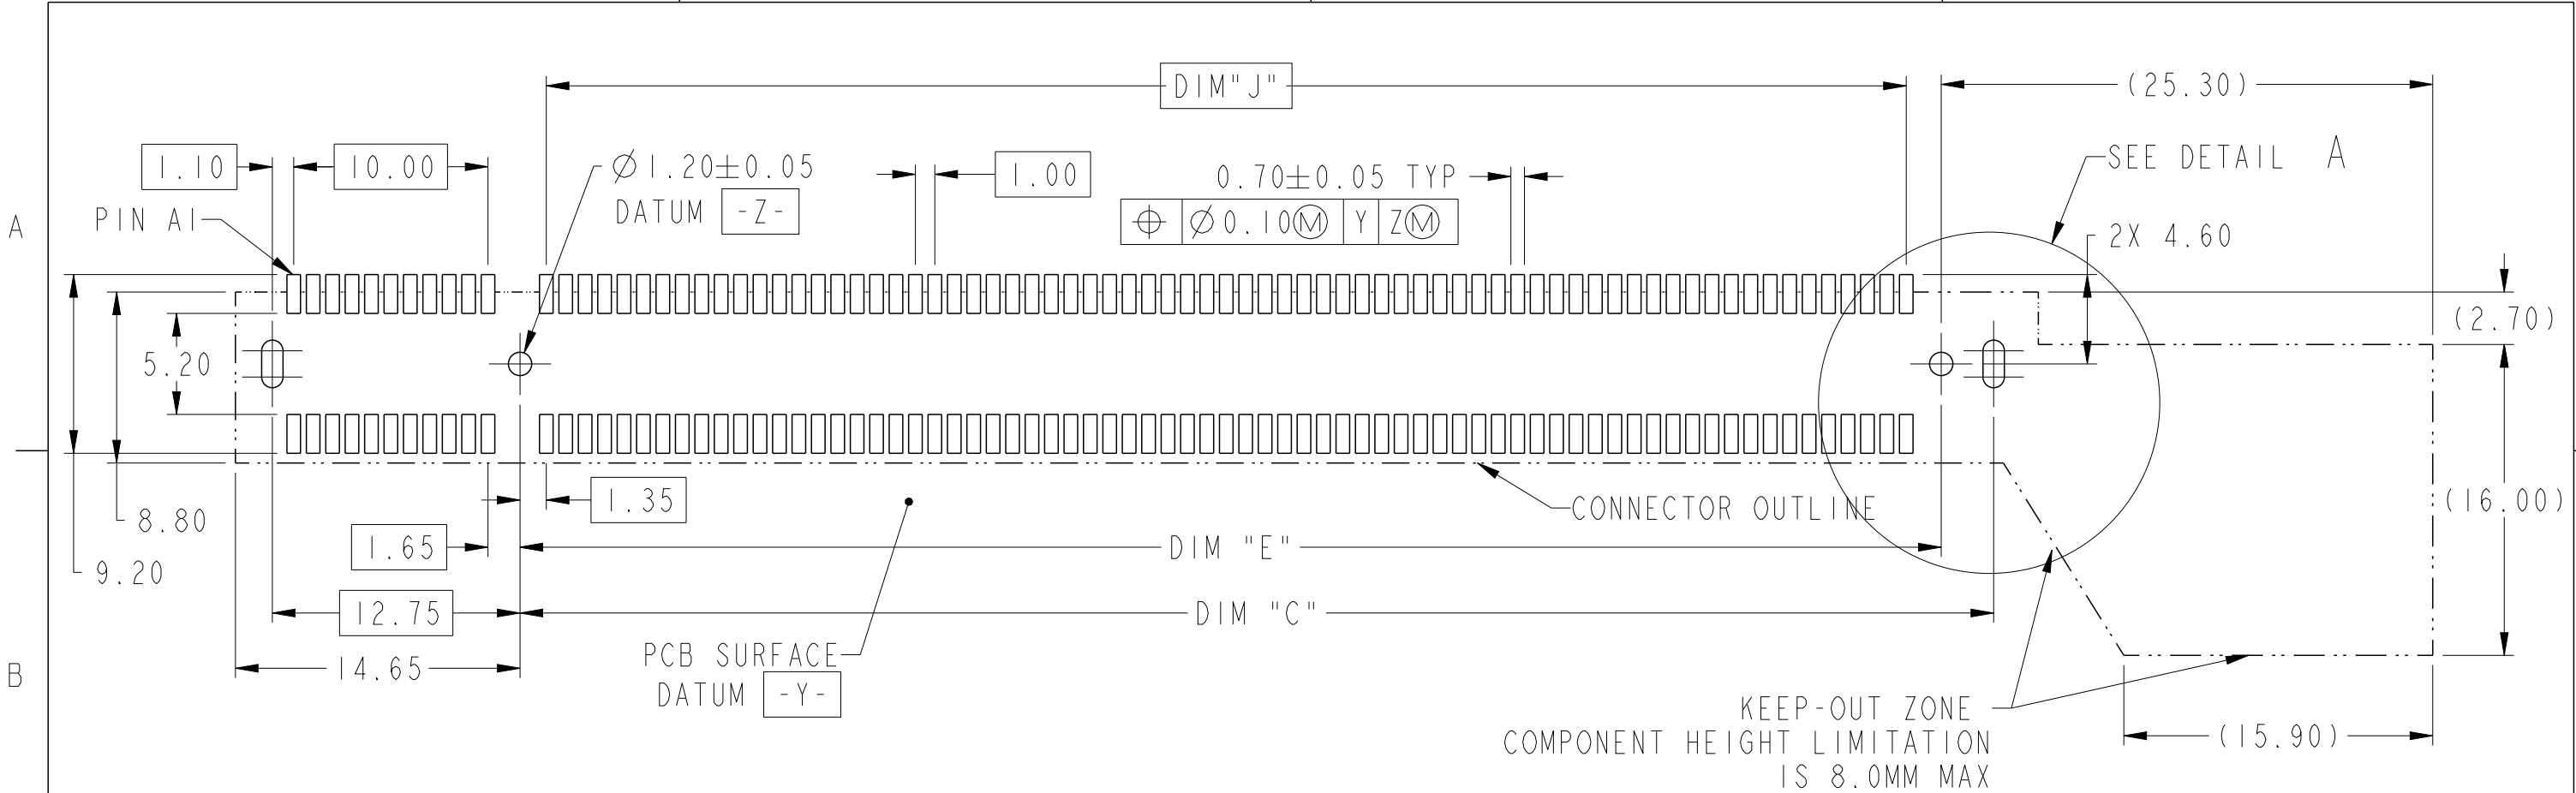 DIM"J"
(25.30)
1.10
10.00
Ø1.20±0.05
DATUM -Z-
1.00
0.70±0.05 TYP
⌖ Ø0.10Ⓜ Y ZⓂ
SEE DETAIL A
2X 4.60
PIN A1
A
5.20
(2.70)
8.80
9.20
1.35
1.65
CONNECTOR OUTLINE
(16.00)
DIM "E"
12.75
DIM "C"
14.65
PCB SURFACE
DATUM -Y-
B
KEEP-OUT ZONE
COMPONENT HEIGHT LIMITATION
IS 8.0MM MAX
(15.90)